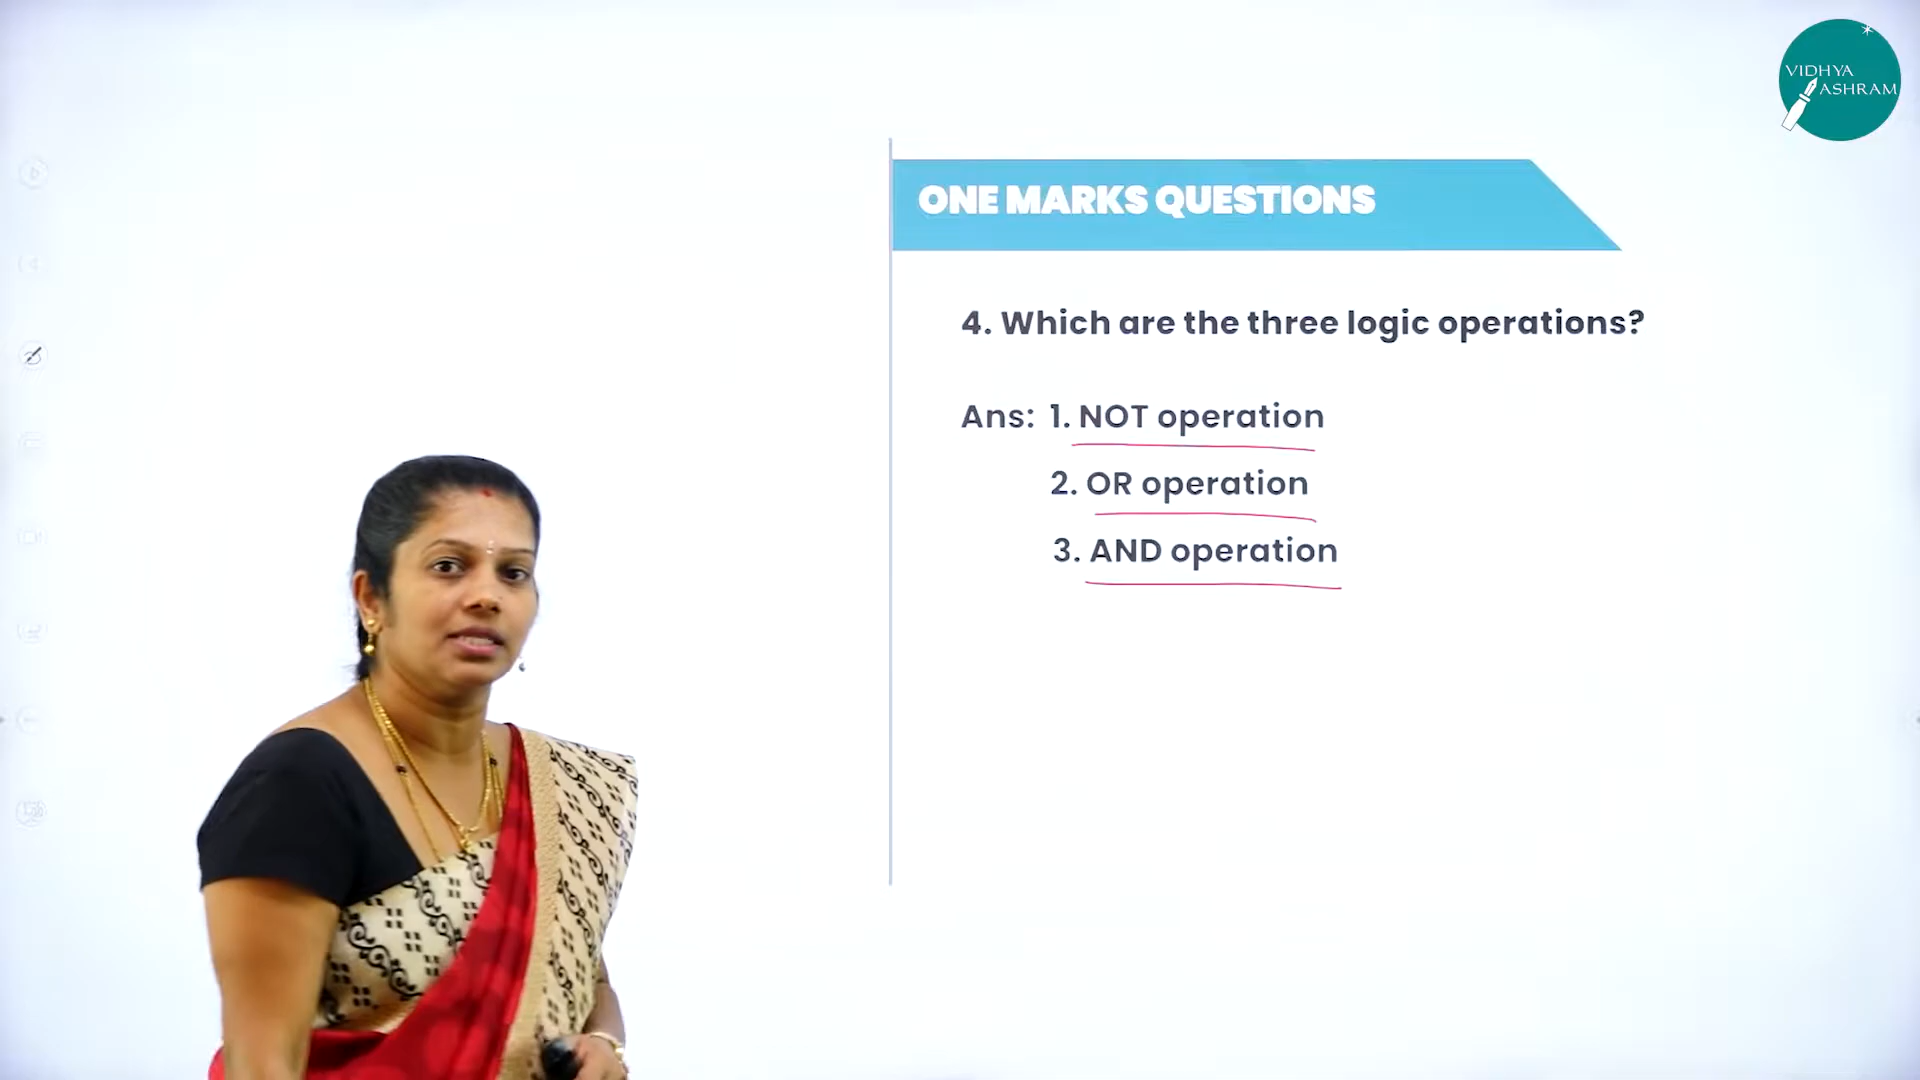 VIDHYA
ASHRAM
ONE MARKS QUESTIONS
4. Which are the three logic operations?
Ans: 1. NOT operation
2. OR operation
3. AND operation